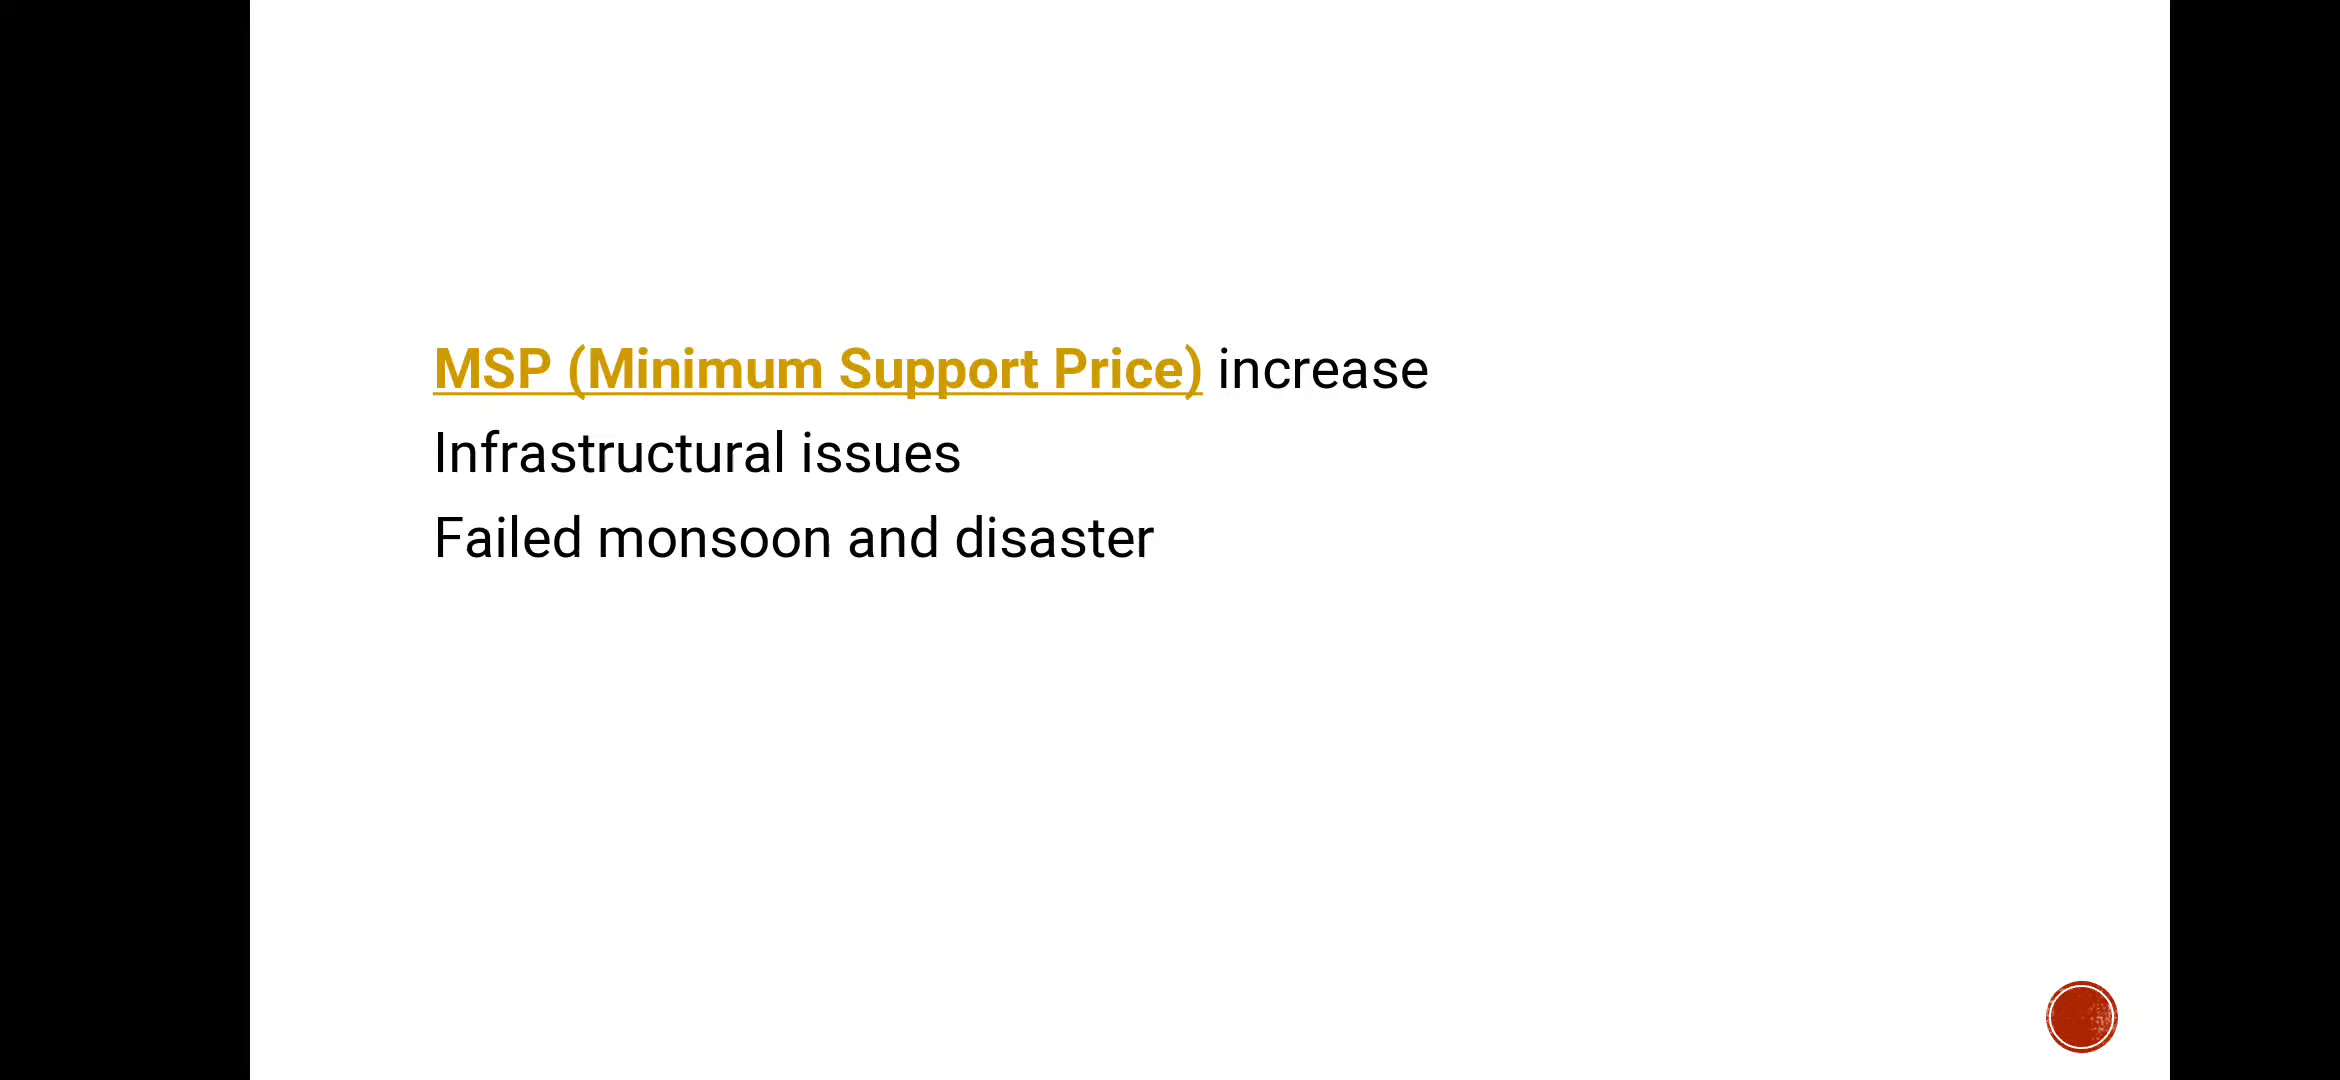 MSP (Minimum Support Price) increase
Infrastructural issues
Failed monsoon and disaster